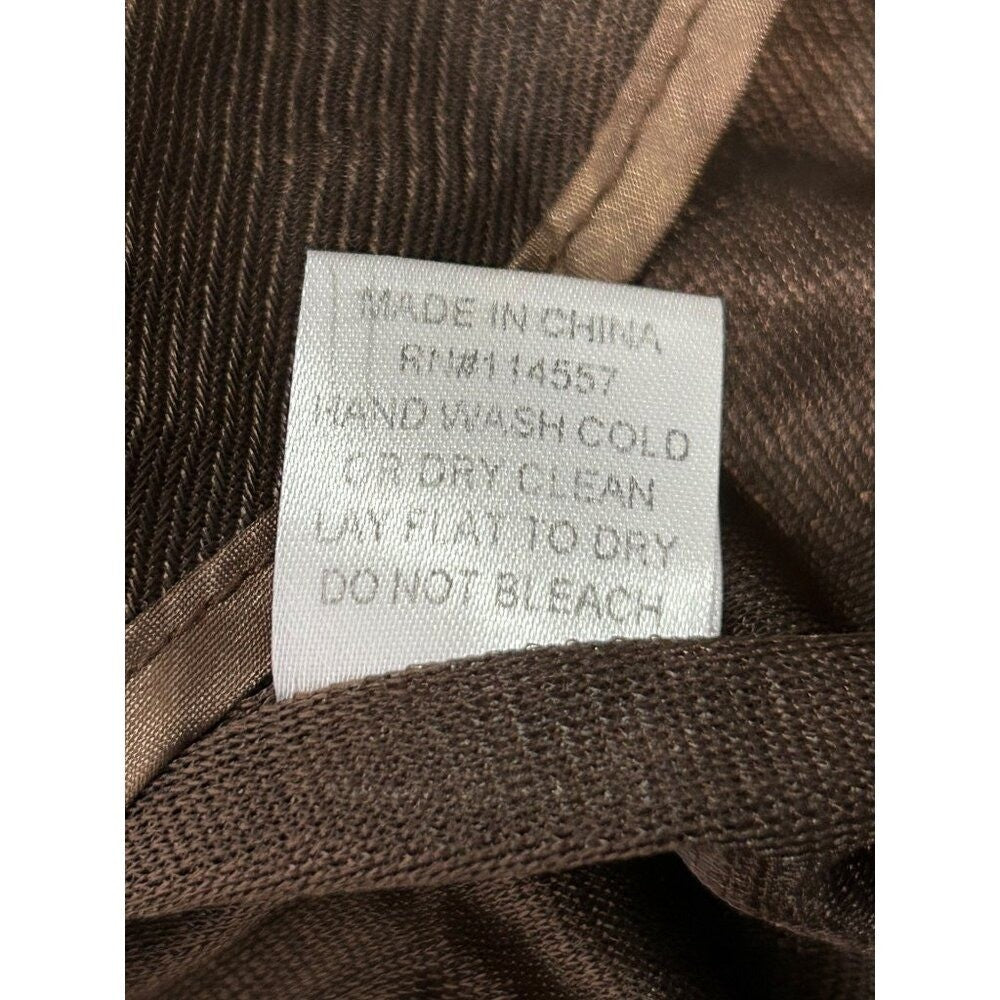 MADE IN CHINA
RN#114557
HAND WASH COLD
OR DRY CLEAN
LAY FLAT TO DRY
DO NOT BLEACH